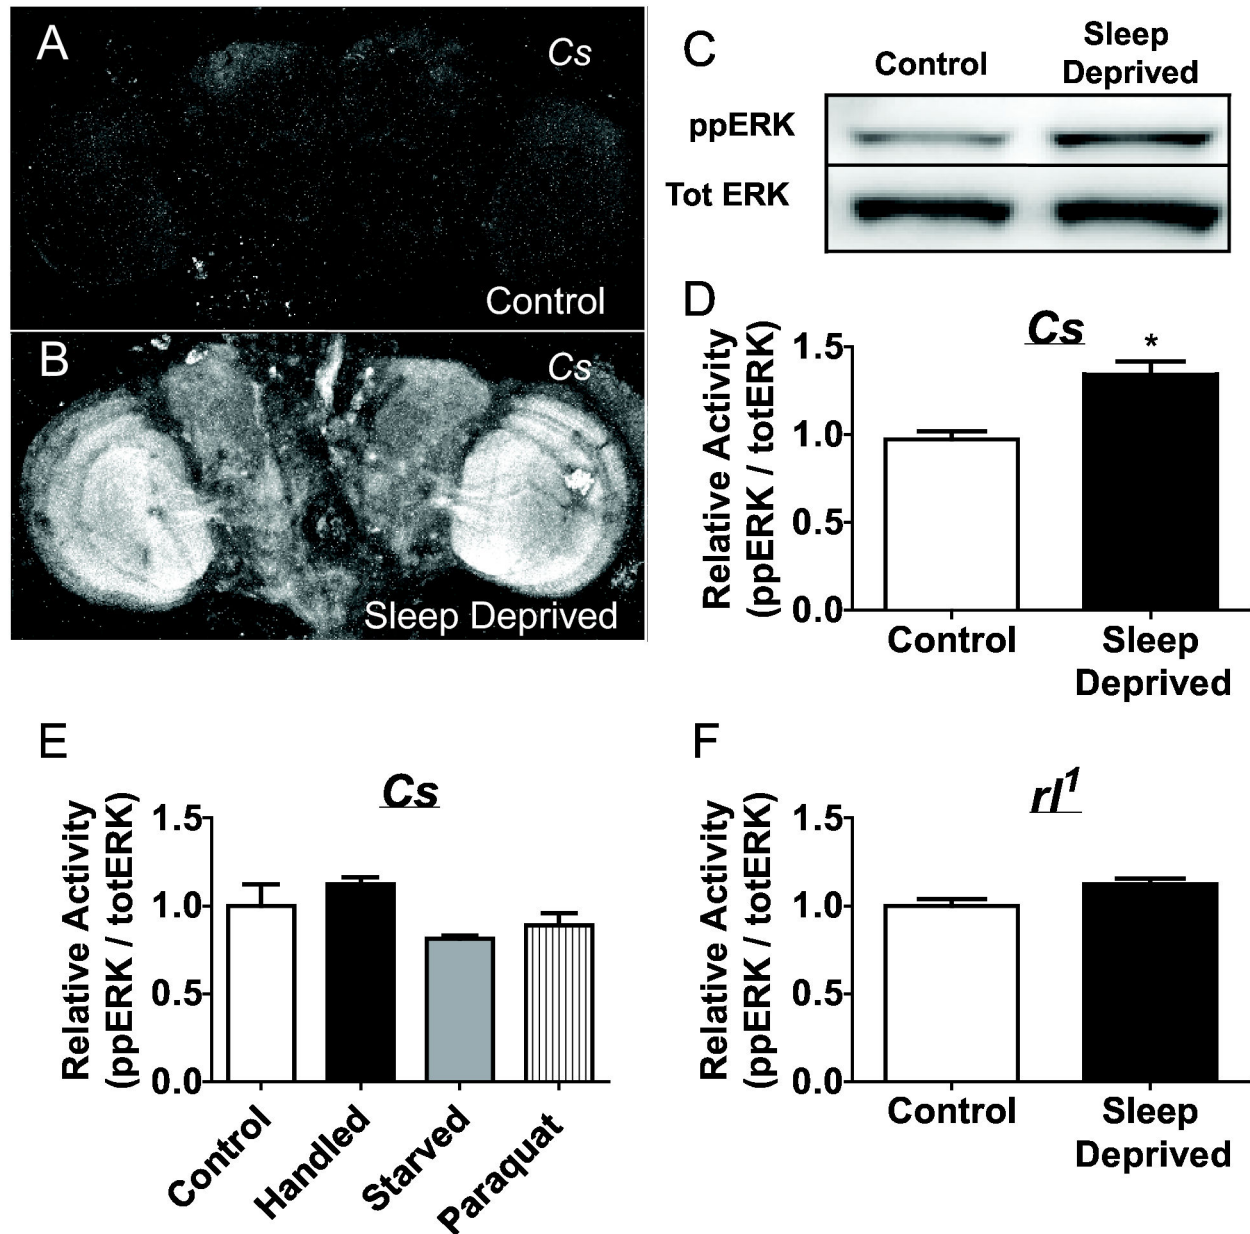 A
Cs
Control
B
Cs
Sleep Deprived
C
Control
Sleep
Deprived
ppERK
Tot ERK
D
Cs
Relative Activity
(ppERK / totERK)
1.5
*
1.0
0.5
0.0
Control
Sleep
Deprived
E
Cs
Relative Activity
(ppERK / totERK)
1.5
1.0
0.5
0.0
Control
Handled
Starved
Paraquat
F
rl¹
Relative Activity
(ppERK / totERK)
1.5
1.0
0.5
0.0
Control
Sleep
Deprived